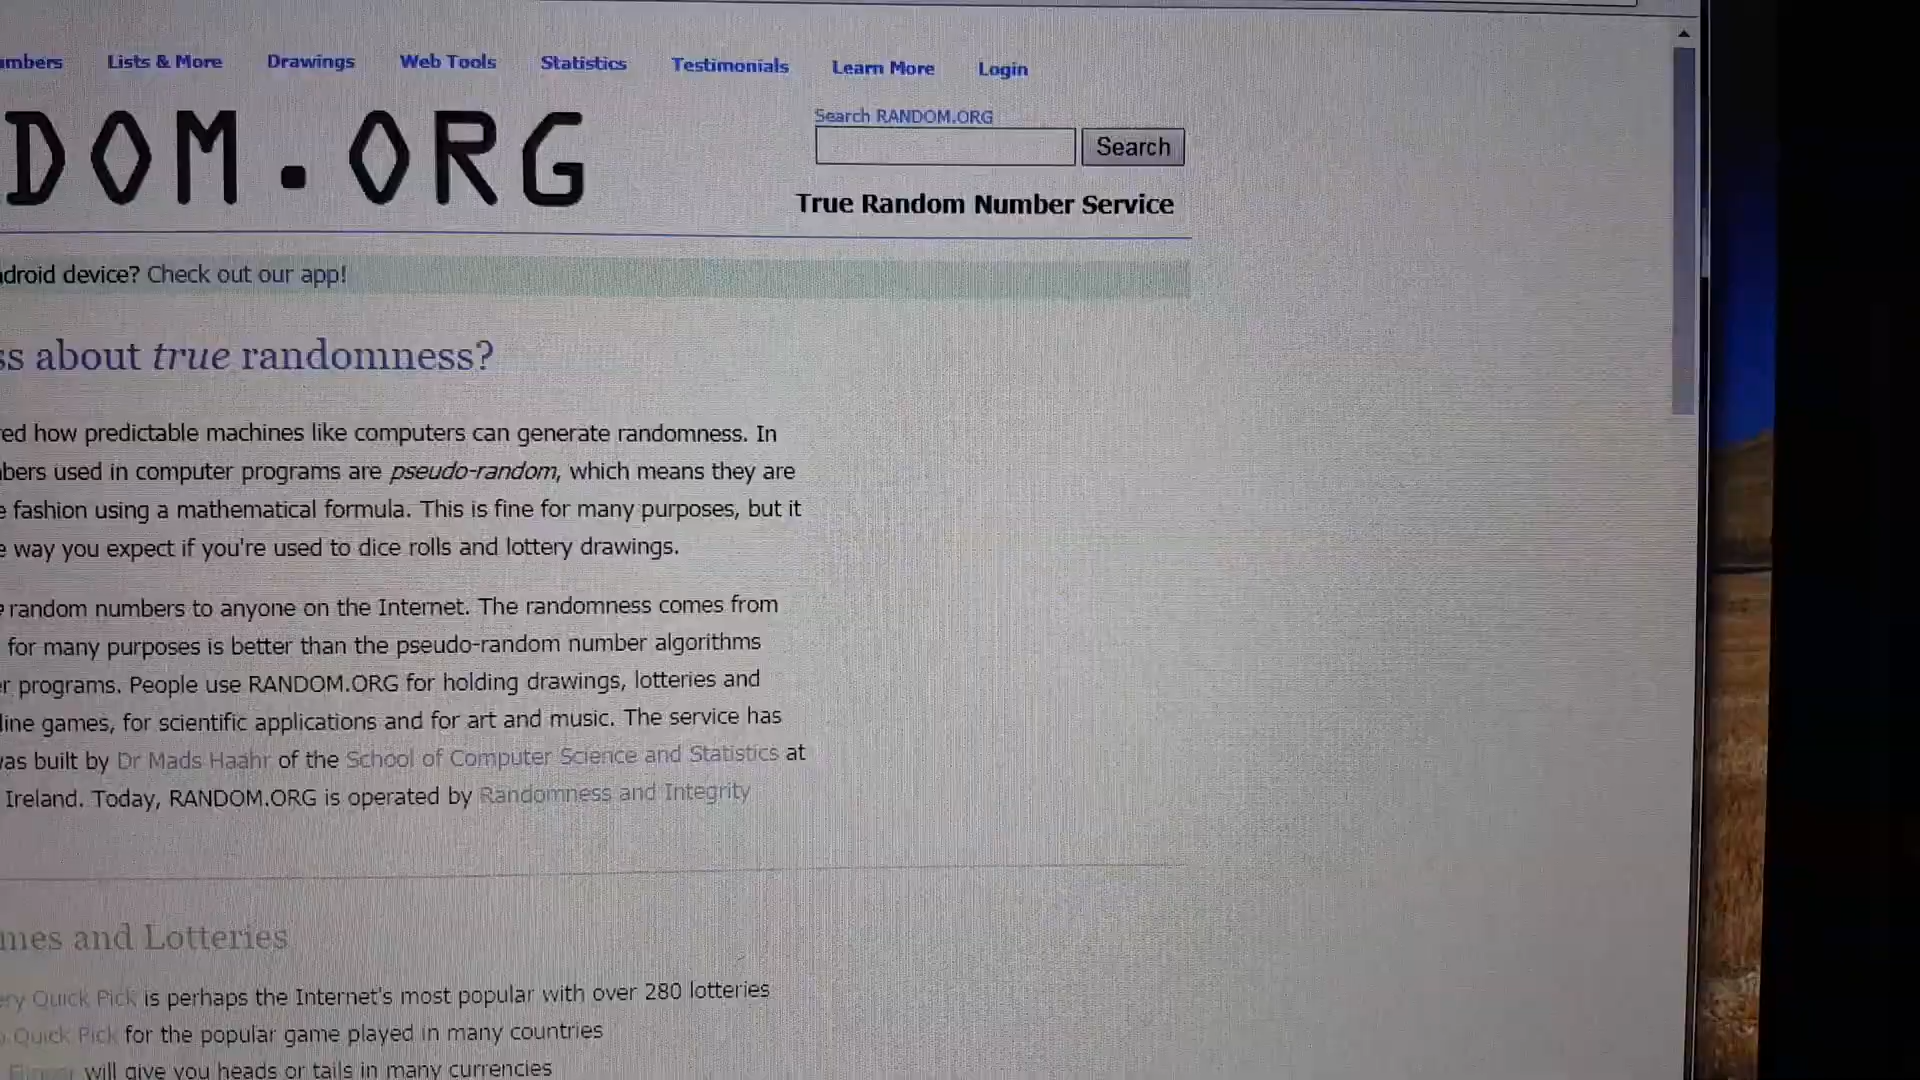 Lists & More Drawings Web Tools Statistics Testimonials Learn More Login
DOM.ORG
Search RANDOM.ORG
Search
True Random Number Service
device? Check out our app!
about true randomness?
how predictable machines like computers can generate randomness. In
used in computer programs are pseudo-random, which means they are
fashion using a mathematical formula. This is fine for many purposes, but it
way you expect if you're used to dice rolls and lottery drawings.
random numbers to anyone on the Internet. The randomness comes from
for many purposes is better than the pseudo-random number algorithms
programs. People use RANDOM.ORG for holding drawings, lotteries and
games, for scientific applications and for art and music. The service has
was built by Dr Mads Haahr of the School of Computer Science and Statistics at
Ireland. Today, RANDOM.ORG is operated by Randomness and Integrity
and Lotteries
Quick Pick is perhaps the Internet's most popular with over 280 lotteries
Quick Pick for the popular game played in many countries
will give you heads or tails in many currencies